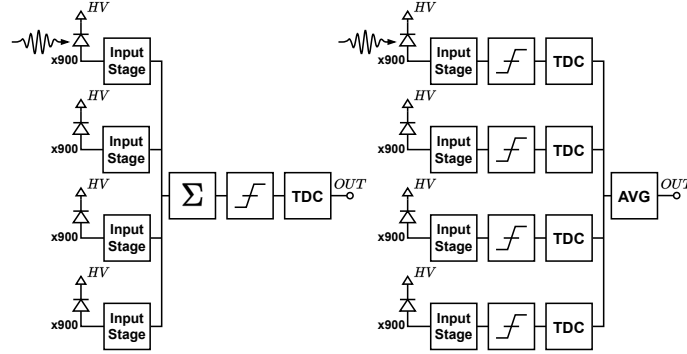 HV
x900
Input
Stage
HV
x900
Input
Stage
HV
x900
Input
Stage
HV
x900
Input
Stage
Σ
TDC
OUT
HV
x900
Input
Stage
TDC
HV
x900
Input
Stage
TDC
HV
x900
Input
Stage
TDC
HV
x900
Input
Stage
TDC
AVG
OUT